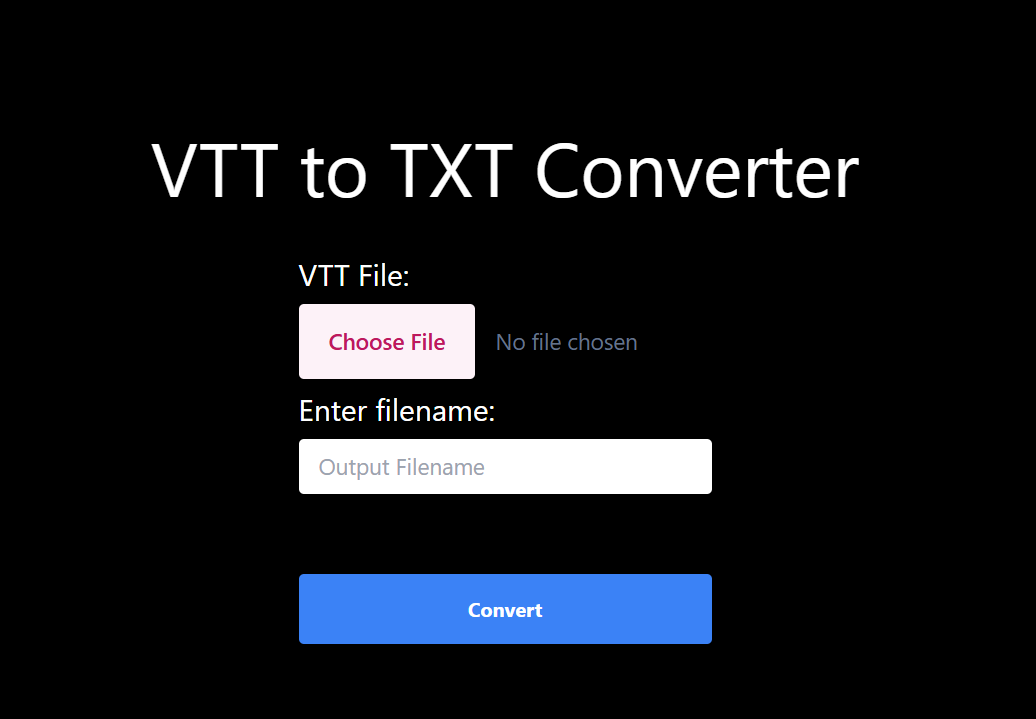 VTT to TXT Converter
VTT File:
Choose File No file chosen
Enter filename:
Output Filename
Convert